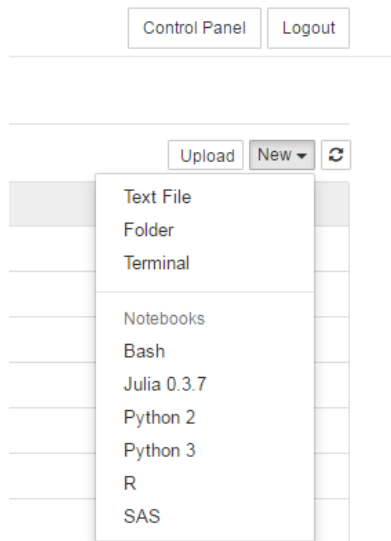 Control Panel Logout
Upload New
Text File
Folder
Terminal
Notebooks
Bash
Julia 0.3.7
Python 2
Python 3
R
SAS